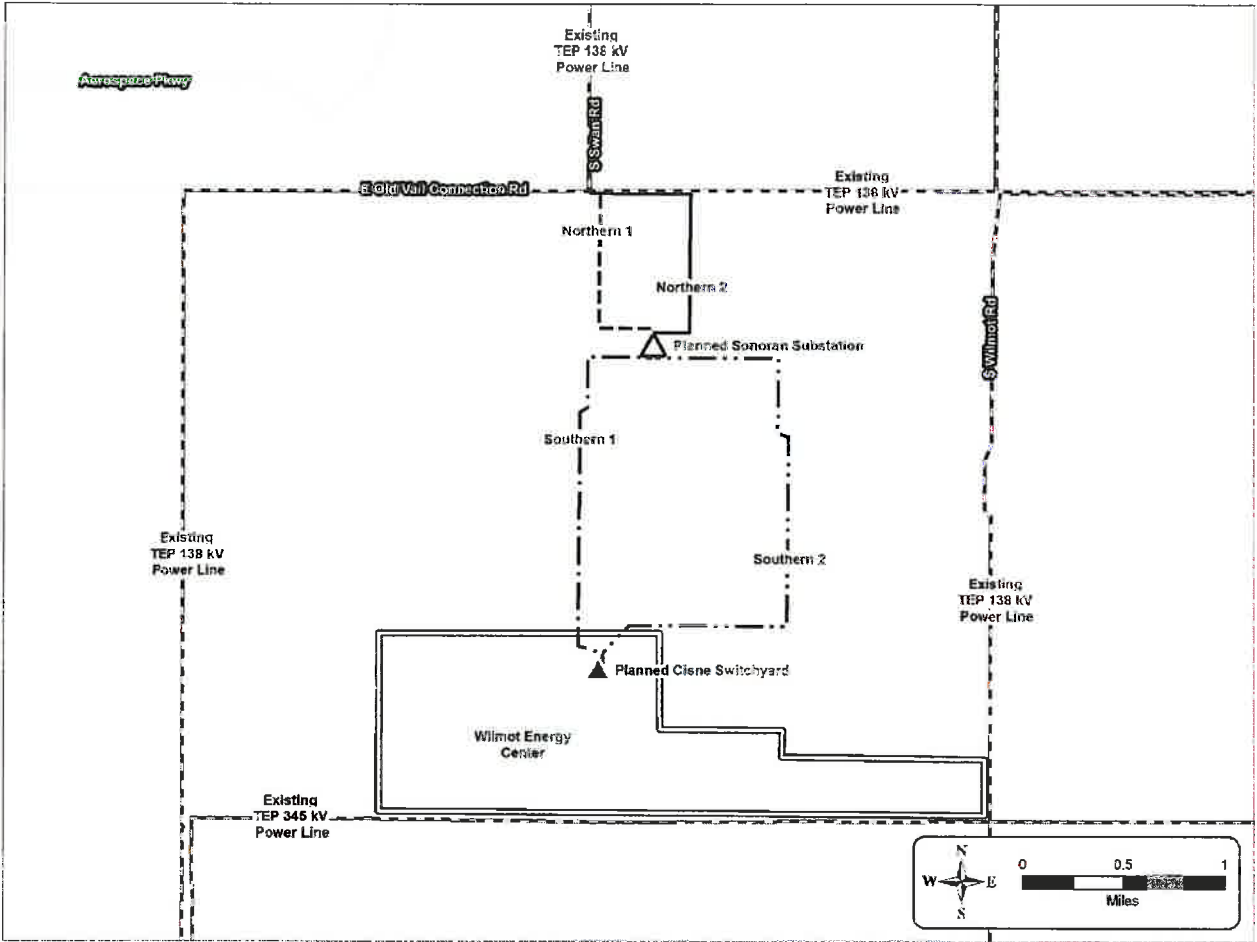 Existing
TEP 138 kV
Power Line
Aerospace Pkwy
S Swan Rd
E Old Vail Connection Rd
Existing
TEP 138 kV
Power Line
Northern 1
Northern 2
Planned Sonoran Substation
S Wilmot Rd
Southern 1
Existing
TEP 138 kV
Power Line
Southern 2
Existing
TEP 138 kV
Power Line
Planned Cisne Switchyard
Wilmot Energy
Center
Existing
TEP 345 kV
Power Line
N
W E
S
0 0.5 1
Miles